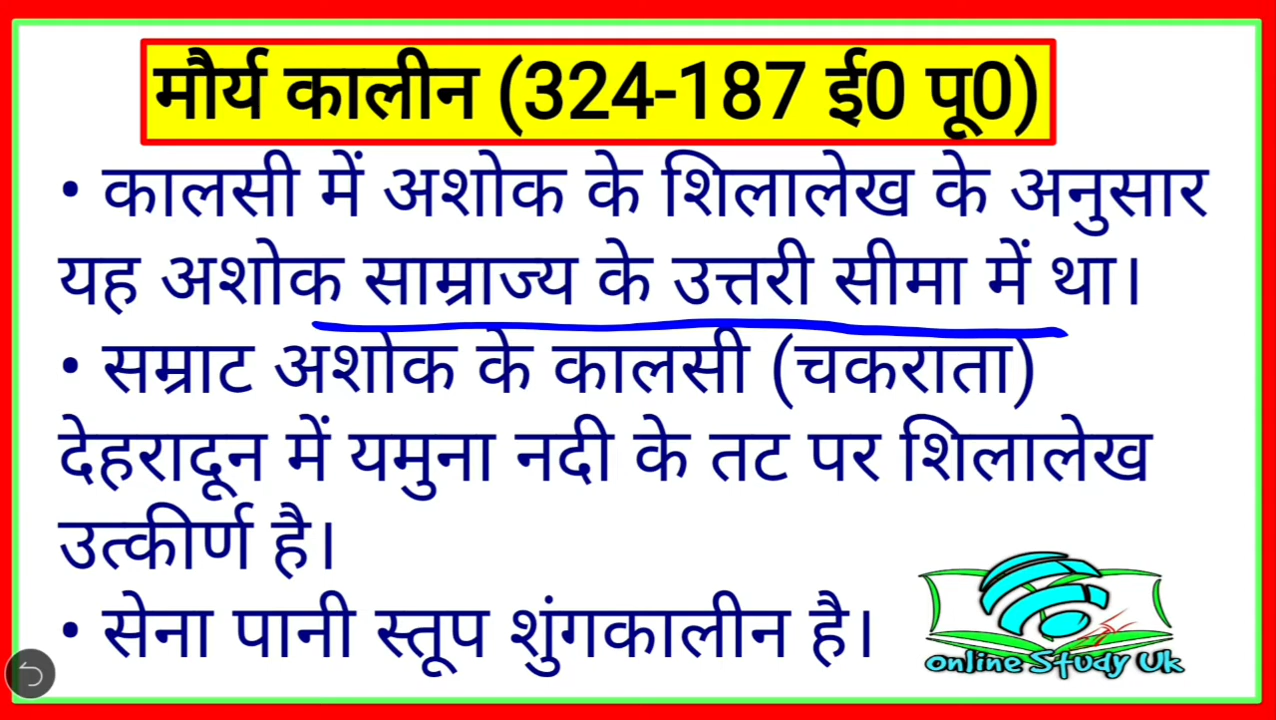 मौर्य कालीन (324-187 ई0 पू0)
• कालसी में अशोक के शिलालेख के अनुसार
यह अशोक साम्राज्य के उत्तरी सीमा में था।
• सम्राट अशोक के कालसी (चकराता)
देहरादून में यमुना नदी के तट पर शिलालेख
उत्कीर्ण है।
• सेना पानी स्तूप शुंगकालीन है।
Online Study Uk